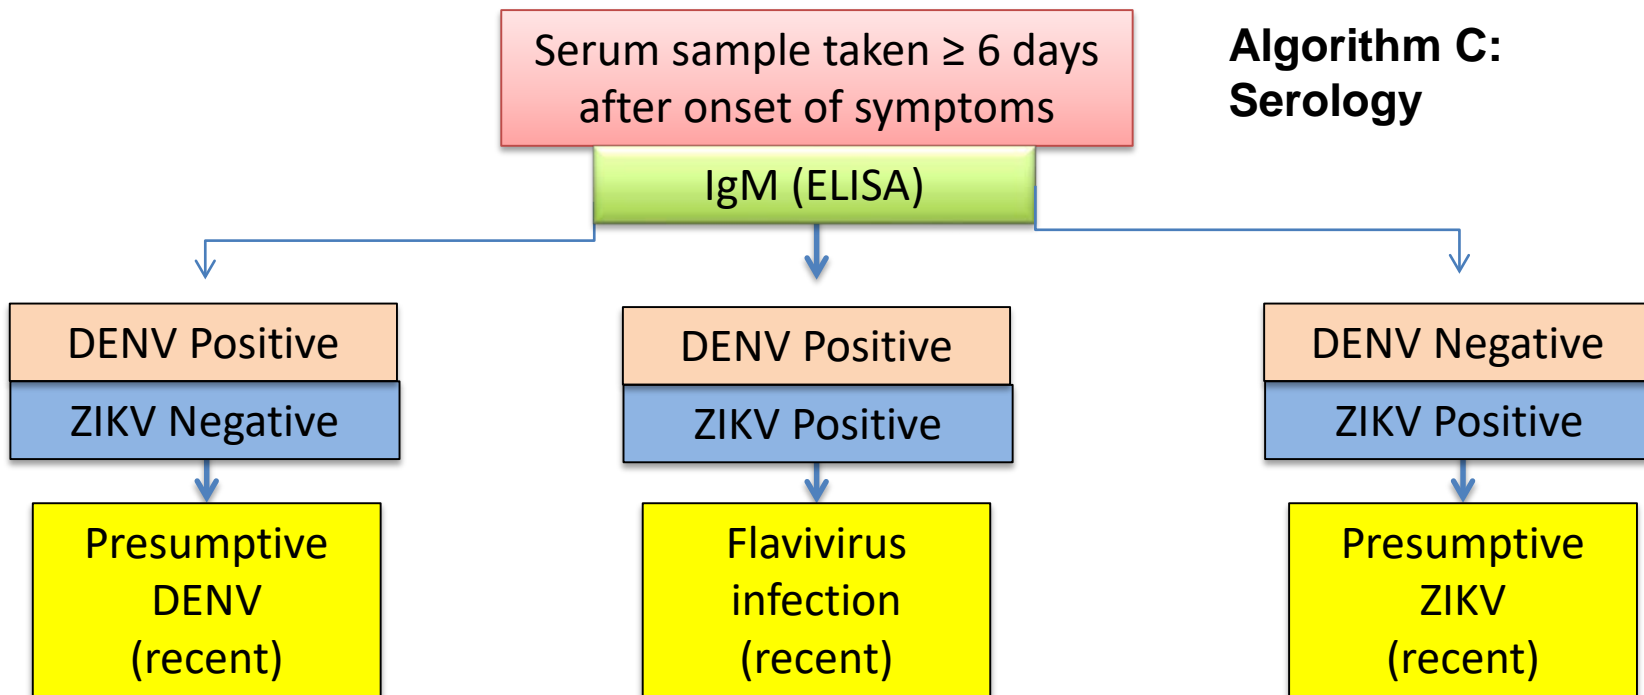 Serum sample taken ≥ 6 days
after onset of symptoms
Algorithm C:
Serology
IgM (ELISA)
DENV Positive
ZIKV Negative
Presumptive
DENV
(recent)
DENV Positive
ZIKV Positive
Flavivirus
infection
(recent)
DENV Negative
ZIKV Positive
Presumptive
ZIKV
(recent)